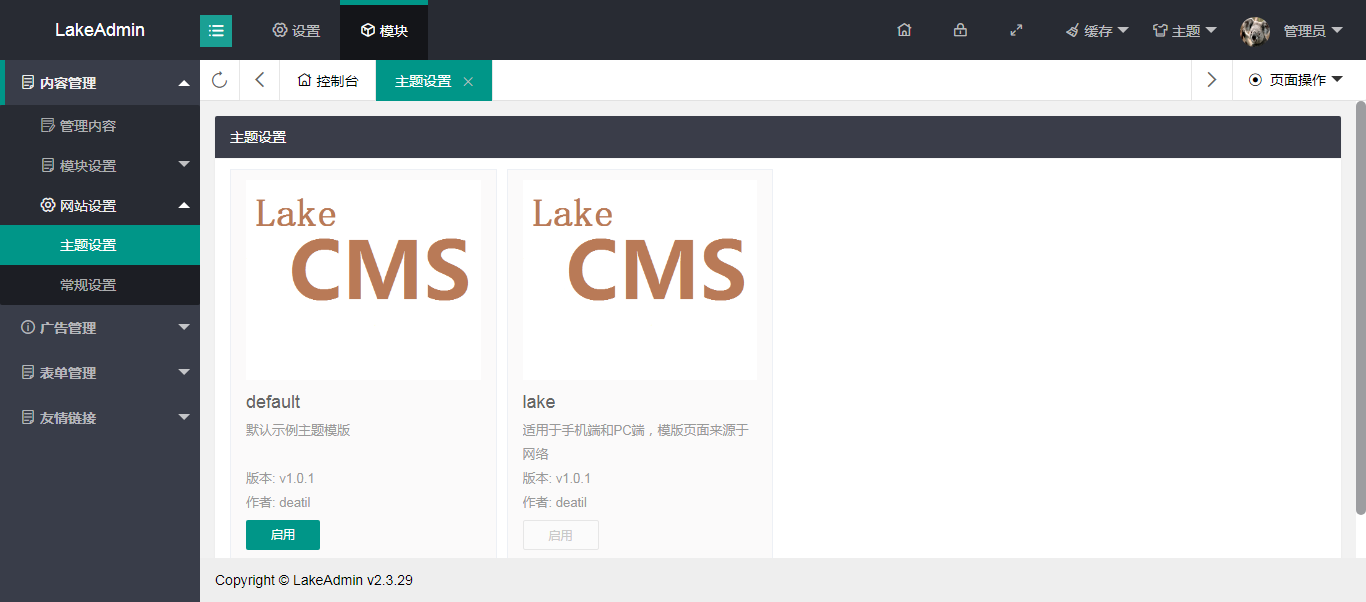 LakeAdmin
设置
模块
缓存
主题
管理员
内容管理
管理内容
模块设置
网站设置
主题设置
常规设置
广告管理
表单管理
友情链接
控制台
主题设置
页面操作
主题设置
Lake
CMS
default
默认示例主题模版
版本: v1.0.1
作者: deatil
启用
Lake
CMS
lake
适用于手机端和PC端，模版页面来源于
网络
版本: v1.0.1
作者: deatil
启用
Copyright © LakeAdmin v2.3.29